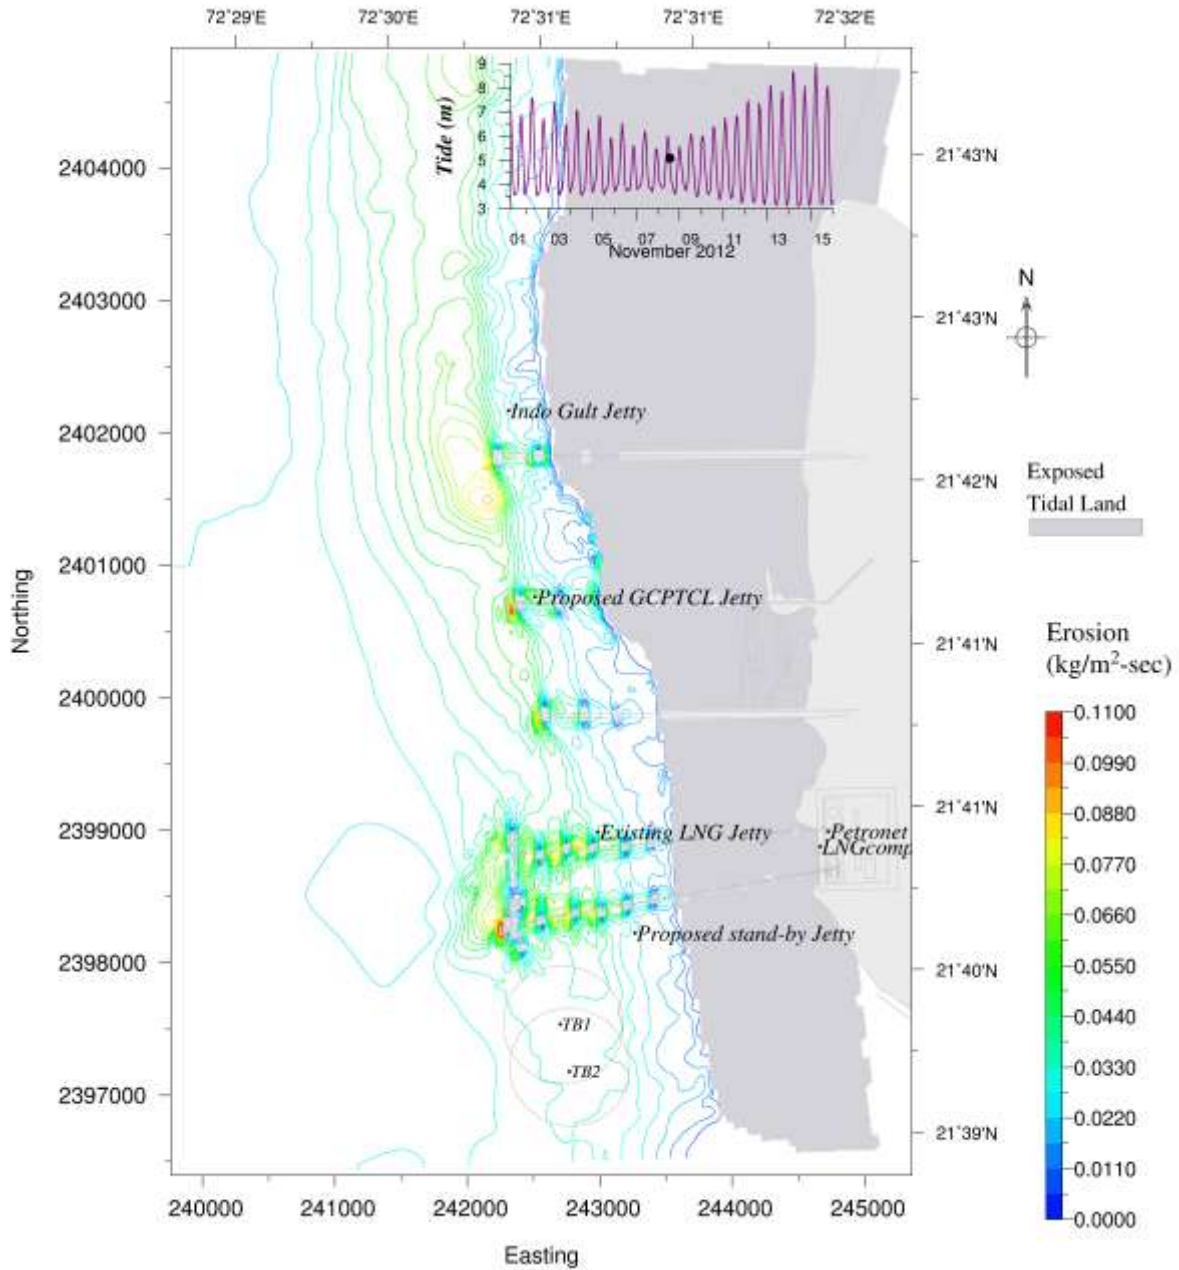 72°29'E 72°30'E 72°31'E 72°31'E 72°32'E
9
8
7
6
5
4
3
Tide (m)
01 03 05 07 09 11 13 15
November 2012
2404000
2403000
2402000
2401000
2400000
2399000
2398000
2397000
Northing
21°43'N
21°43'N
21°42'N
21°41'N
21°41'N
21°40'N
21°39'N
Indo Gult Jetty
Proposed GCPTCL Jetty
Existing LNG Jetty
Petronet
LNGcomp
Proposed stand-by Jetty
TB1
TB2
240000 241000 242000 243000 244000 245000
Easting
N
Exposed
Tidal Land
Erosion
(kg/m²-sec)
0.1100
0.0990
0.0880
0.0770
0.0660
0.0550
0.0440
0.0330
0.0220
0.0110
0.0000